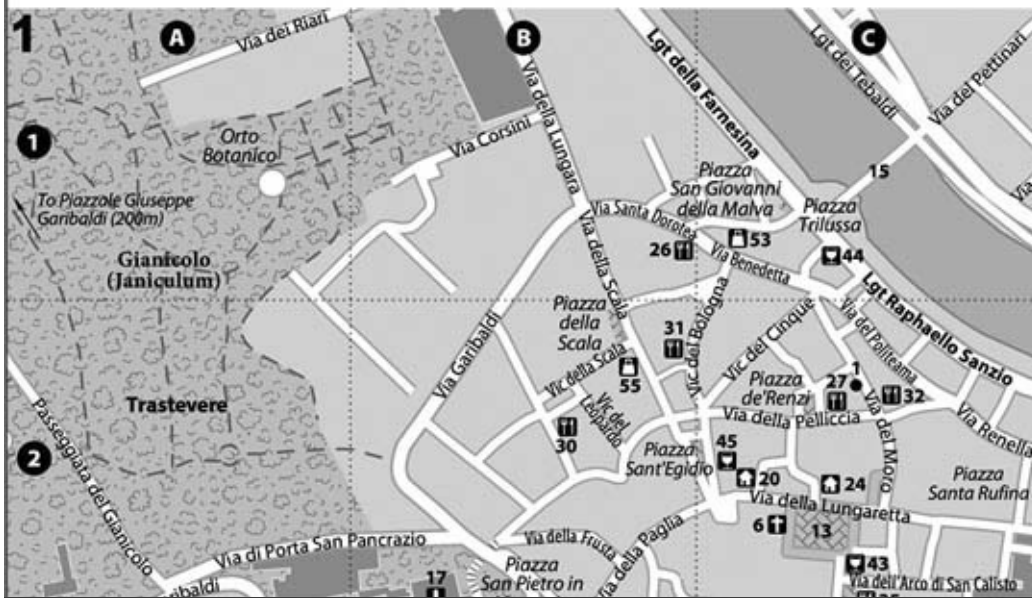 1
A
B
C
1
2
Via dei Riari
Orto
Botanico
To Piazzale Giuseppe
Garibaldi (200m)
Gianicolo
(Janiculum)
Trastevere
Passeggiata del Gianicolo
Via di Porta San Pancrazio
aribaldi
17
Via Corsini
Via della Lungara
Via Garibaldi
Lgt della Farnesina
Lgt dei Tebaldi
Via dei Pettinari
Via
15
Piazza
San Giovanni
della Malva
Piazza
Trilussa
Via Santa Dorotea
26
53
Via Benedetta
44
Lgt Raphaello Sanzio
Via della Scala
Piazza
della
Scala
31
Vic del Bologna
Vic del Cinque
Via del Politeama
Vic della Scala
55
Vic del
Leopardo
30
Piazza
de'Renzi
27
1
32
Via della Pelliccia
Via del Moro
Via Renella
Piazza
Sant'Egidio
45
20
24
Piazza
Santa Rufina
Via della Lungaretta
6
13
Via della Paglia
Via della Frusta
Piazza
San Pietro in
43
Via dell'Arco di San Calisto